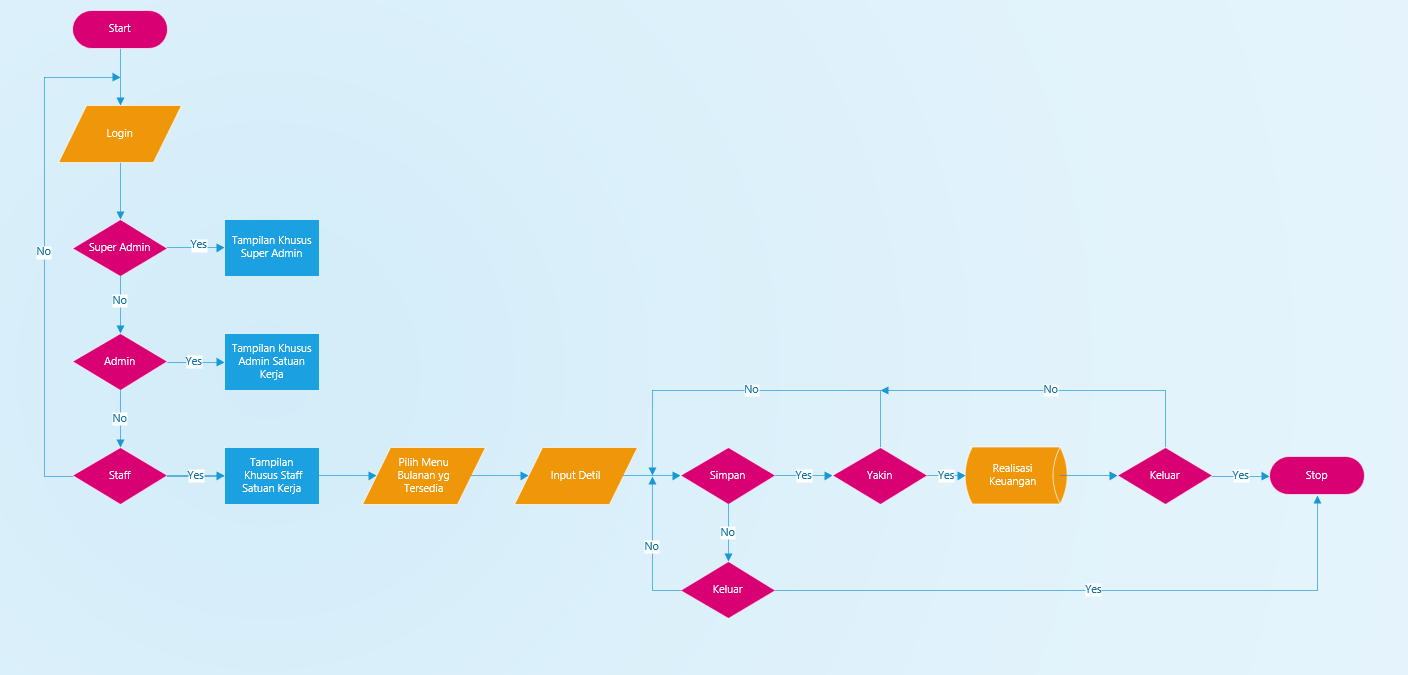 Start
Login
No
Super Admin
Yes
Tampilan Khusus
Super Admin
No
Admin
Yes
Tampilan Khusus
Admin Satuan
Kerja
No
No
No
Staff
Yes
Tampilan
Khusus Staff
Satuan Kerja
Pilih Menu
Bulanan yg
Tersedia
Input Detil
Simpan
Yes
Yakin
Yes
Realisasi
Keuangan
Keluar
Yes
Stop
No
No
Keluar
Yes